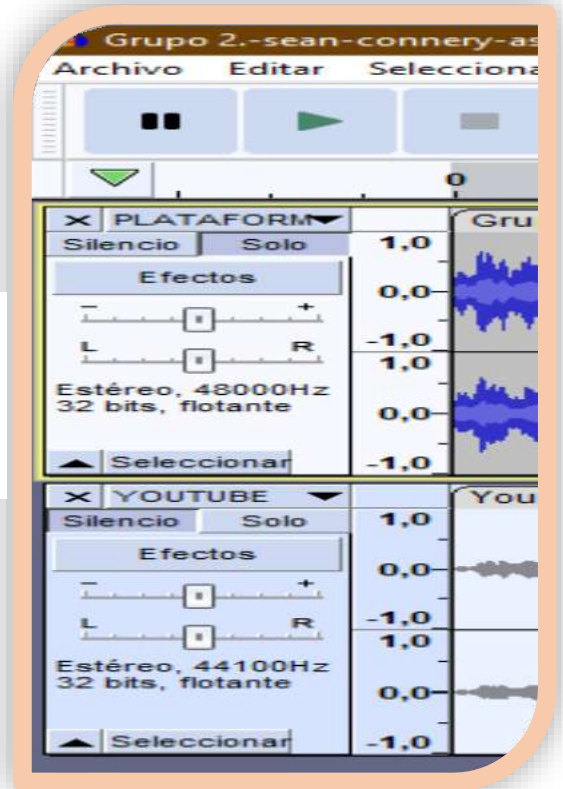 Grupo 2.-sean-connery-as
Archivo Editar Selecciona
0
PLATAFORM Gru
Silencio Solo 1,0
Efectos
0,0
- +
L R -1,0
1,0
Estéreo, 48000Hz
32 bits, flotante
0,0
Seleccionar -1,0
YOUTUBE You
Silencio Solo 1,0
Efectos
0,0
- +
L R -1,0
1,0
Estéreo, 44100Hz
32 bits, flotante
0,0
Seleccionar -1,0